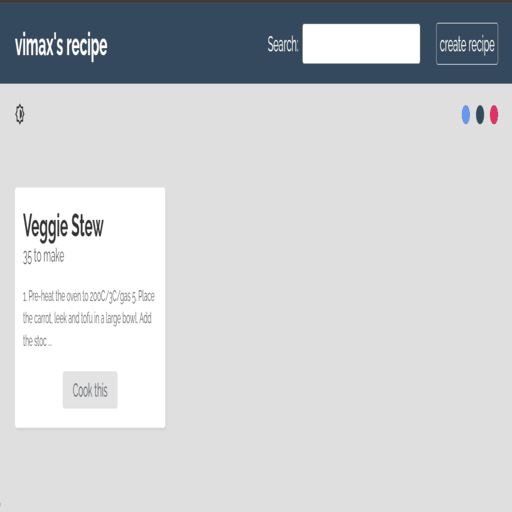 vimax's recipe
Search:
create recipe
Veggie Stew
35 to make
1. Pre-heat the oven to 200C/3C/gas 5. Place
the carrot, leek and tofu in a large bowl. Add
the stoc ...
Cook this